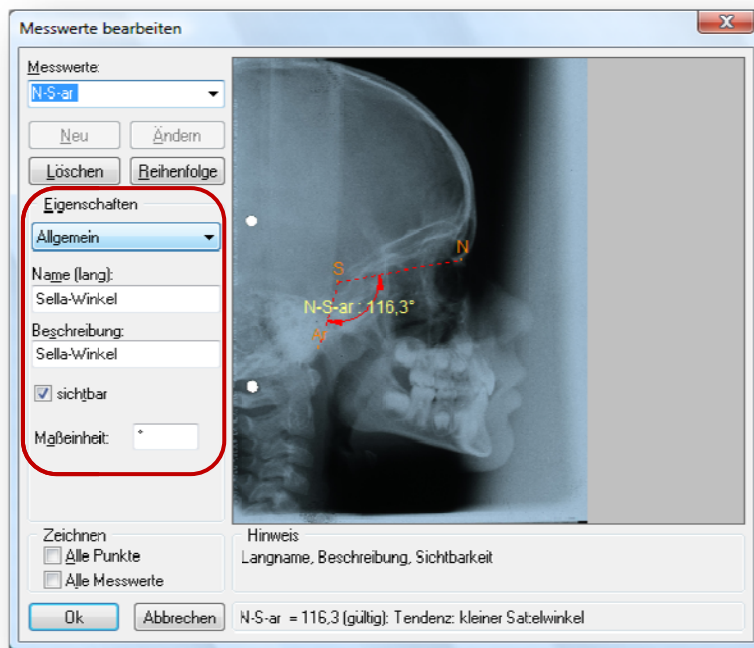 Messwerte bearbeiten
Messwerte:
N-S-ar
Neu
Ändern
Löschen
Reihenfolge
Eigenschaften
Allgemein
Name (lang):
Sella-Winkel
Beschreibung:
Sella-Winkel
sichtbar
Maßeinheit:
°
N
S
N-S-ar : 116,3°
Ar
Zeichnen
Alle Punkte
Alle Messwerte
Hinweis
Langname, Beschreibung, Sichtbarkeit
Ok
Abbrechen
N-S-ar = 116,3 (gültig): Tendenz: kleiner Sattelwinkel